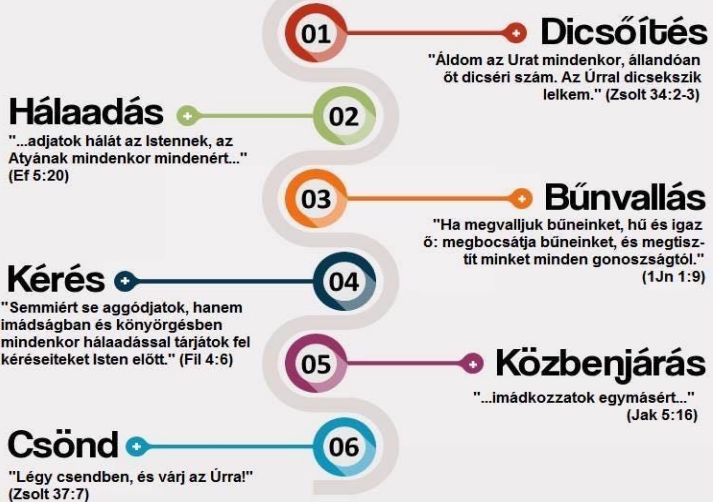 01
Dicsőítés
"Áldom az Urat mindenkor, állandóan
őt dicséri szám. Az Úrral dicsekszik
lelkem." (Zsolt 34:2-3)
Hálaadás
02
"...adjatok hálát az Istennek, az
Atyának mindenkor mindenért..."
(Ef 5:20)
03
Bűnvallás
"Ha megvalljuk bűneinket, hű és igaz
ő: megbocsátja bűneinket, és megtisz-
tít minket minden gonoszságtól."
(1Jn 1:9)
Kérés
04
"Semmiért se aggódjatok, hanem
imádságban és könyörgésben
mindenkor hálaadással tárjátok fel
kéréseiteket Isten előtt." (Fil 4:6)
05
Közbenjárás
"...imádkozzatok egymásért..."
(Jak 5:16)
Csönd
06
"Légy csendben, és várj az Úrra!"
(Zsolt 37:7)